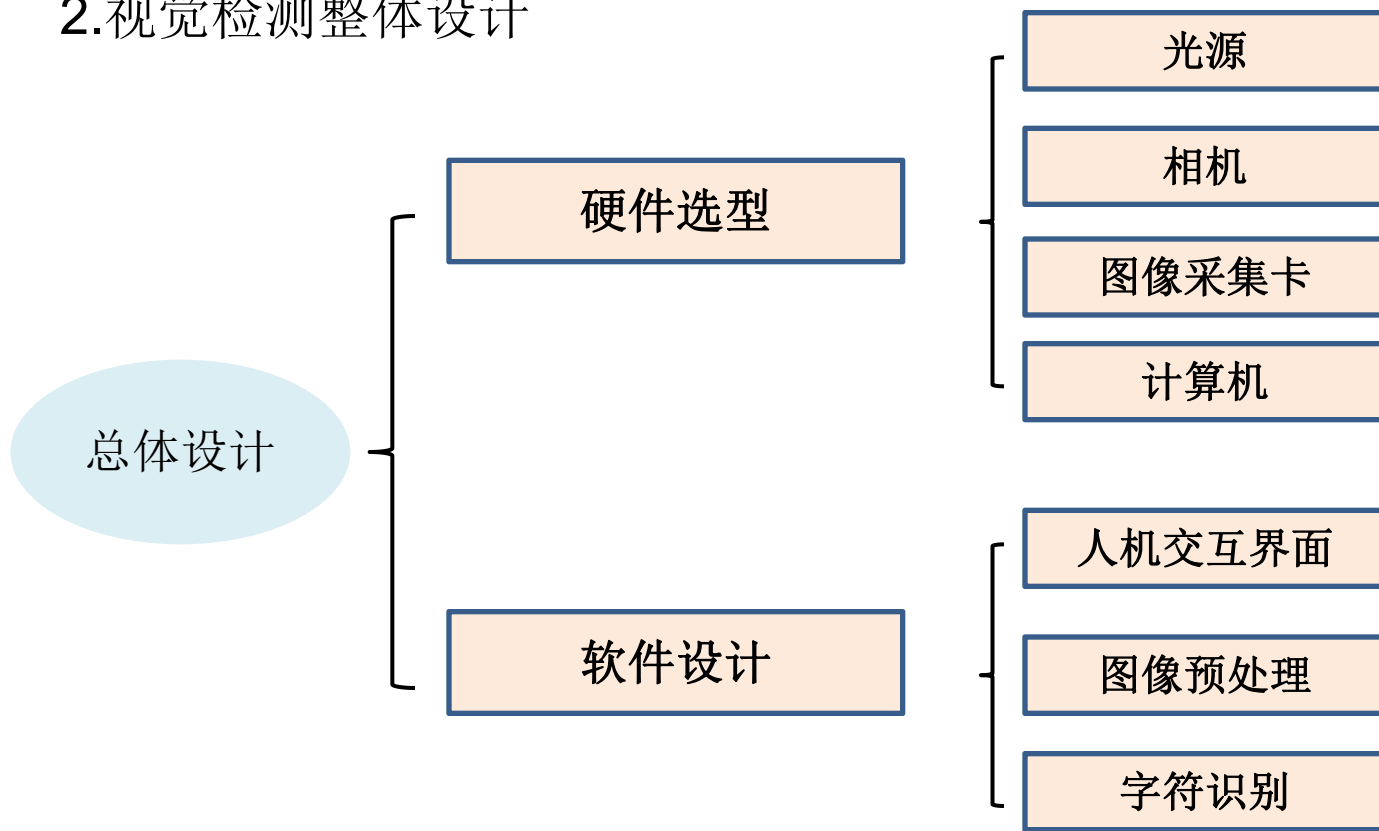 2.视觉检测整体设计
总体设计
硬件选型
光源
相机
图像采集卡
计算机
软件设计
人机交互界面
图像预处理
字符识别